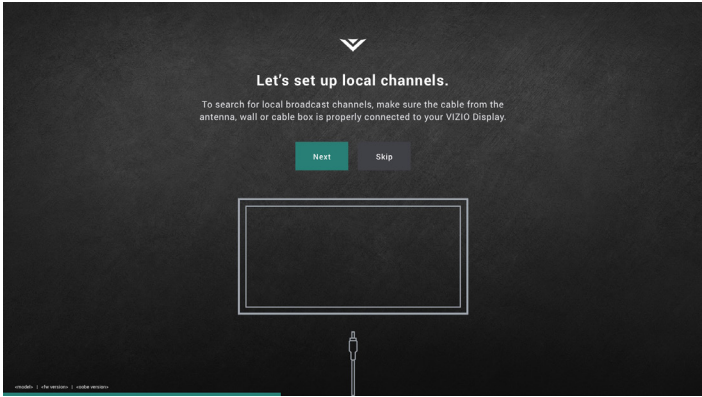 Let's set up local channels.
To search for local broadcast channels, make sure the cable from the
antenna, wall or cable box is properly connected to your VIZIO Display.
Next Skip
<model> | <fw version> | <oobe version>